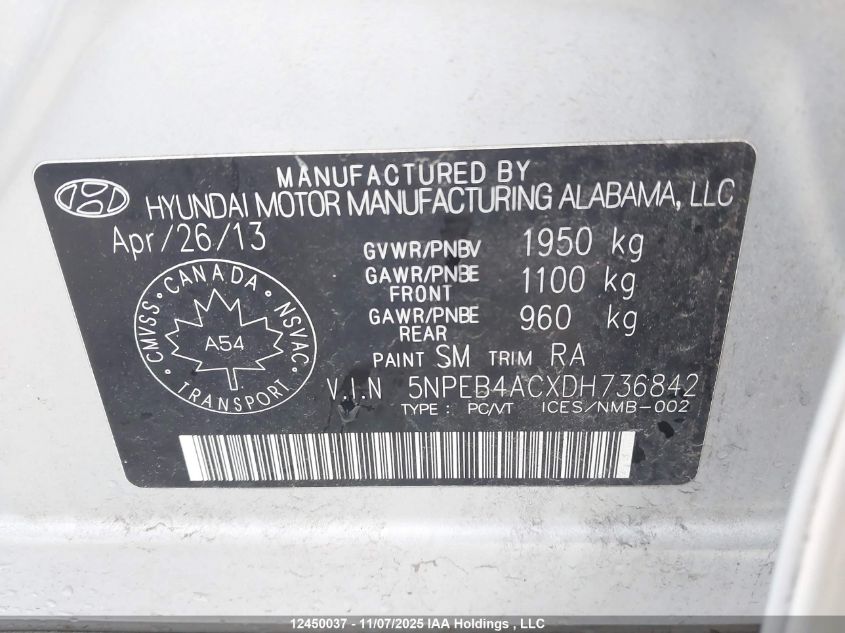 MANUFACTURED BY
HYUNDAI MOTOR MANUFACTURING ALABAMA, LLC
Apr/26/13
GVWR/PNBV 1950 kg
GAWR/PNBE FRONT 1100 kg
GAWR/PNBE REAR 960 kg
PAINT SM TRIM RA
V.I.N 5NPEB4ACXDH736842
TYPE : PC/VT ICES/NMB-002
CMVSS • CANADA • NSVAC • TRANSPORT •
A54
12450037 - 11/07/2025 IAA Holdings , LLC